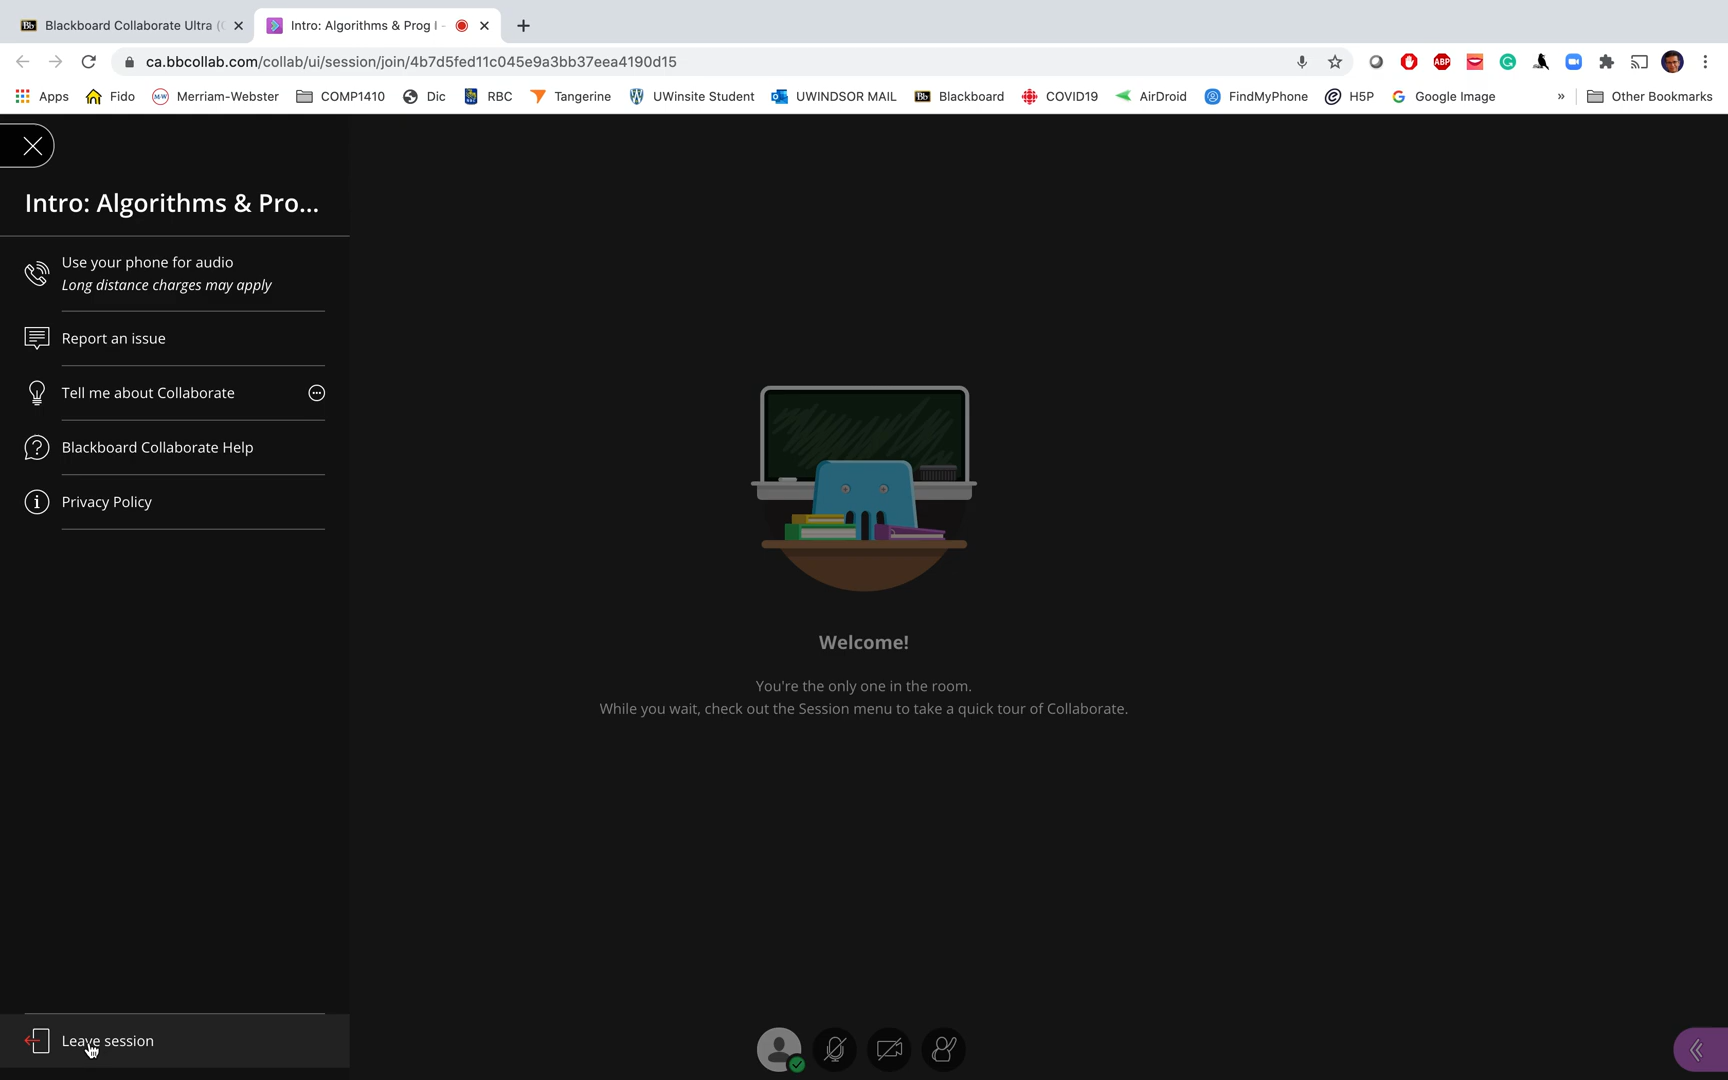 Blackboard Collaborate Ultra (
Intro: Algorithms & Prog I -
ca.bbcollab.com/collab/ui/session/join/4b7d5fed11c045e9a3bb37eea4190d15
ABP
Apps
Fido
M-W
Merriam-Webster
COMP1410
Dic
RBC
Tangerine
UWinsite Student
UWINDSOR MAIL
Bb
Blackboard
COVID19
AirDroid
FindMyPhone
H5P
Google Image
»
Other Bookmarks
Intro: Algorithms & Pro...
Use your phone for audio
Long distance charges may apply
Report an issue
Tell me about Collaborate
Blackboard Collaborate Help
Privacy Policy
Leave session
Welcome!
You're the only one in the room.
While you wait, check out the Session menu to take a quick tour of Collaborate.